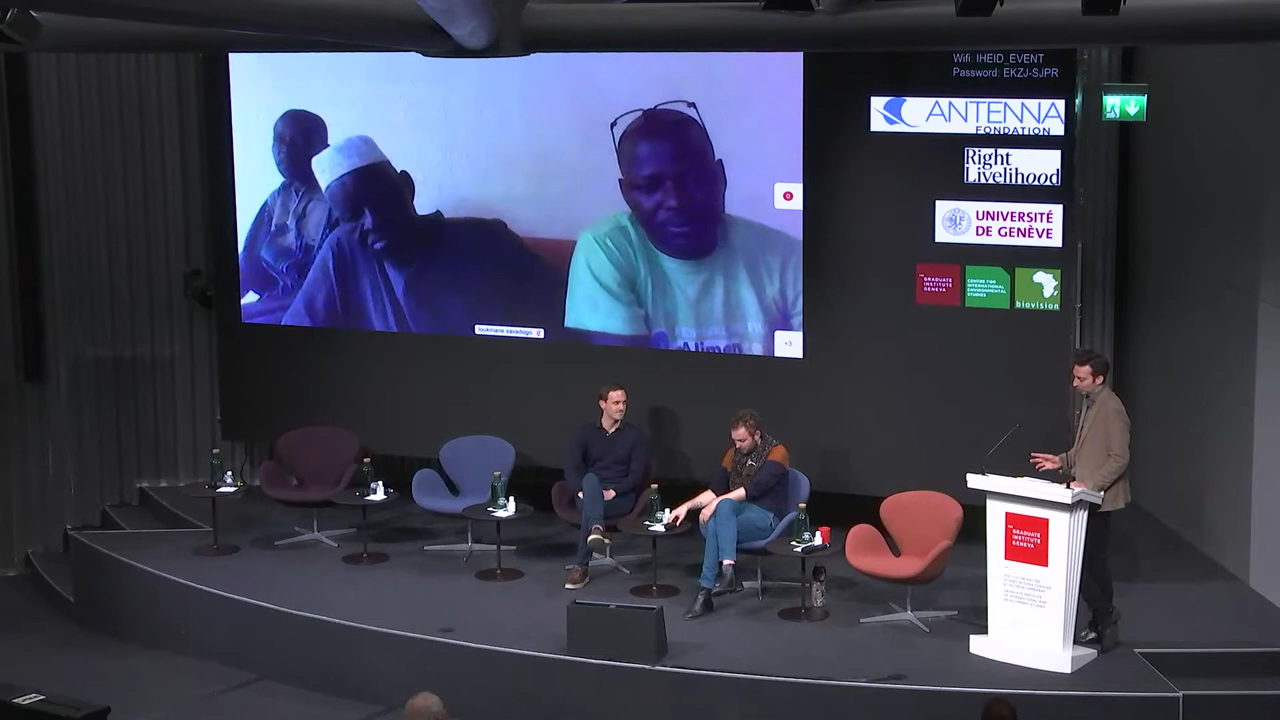 Wifi: IHEID_EVENT
Password: EKZJ-SJPR
ANTENNA
FONDATION
Right
Livelihood
UNIVERSITÉ
DE GENÈVE
THE
GRADUATE
INSTITUTE
GENEVA
CENTRE FOR
INTERNATIONAL
ENVIRONMENTAL
STUDIES
biovision
loukmane savadogo
+3
Alimen
THE
GRADUATE
INSTITUTE
GENEVA